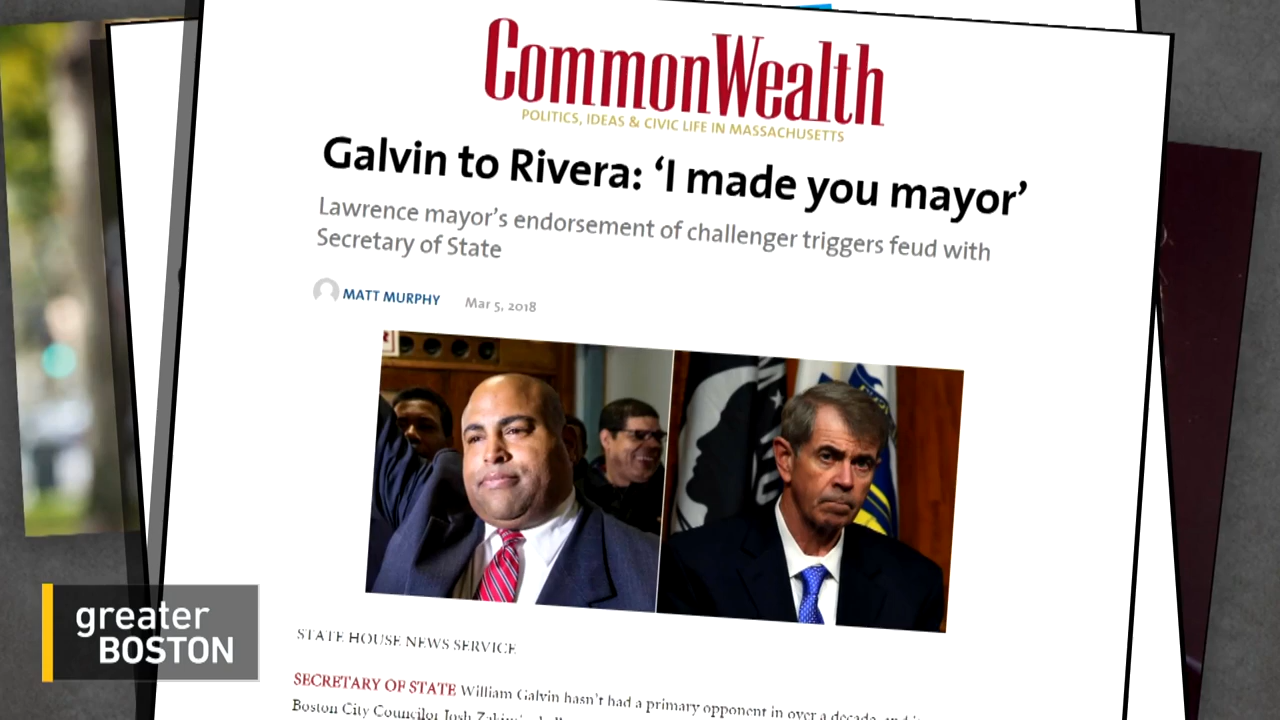 CommonWealth
POLITICS, IDEAS & CIVIC LIFE IN MASSACHUSETTS
Galvin to Rivera: ‘I made you mayor’
Lawrence mayor’s endorsement of challenger triggers feud with
Secretary of State
MATT MURPHY Mar 5, 2018
STATE HOUSE NEWS SERVICE
SECRETARY OF STATE William Galvin hasn’t had a primary opponent in over a decade, and
Boston City Councilor Josh
greater
BOSTON